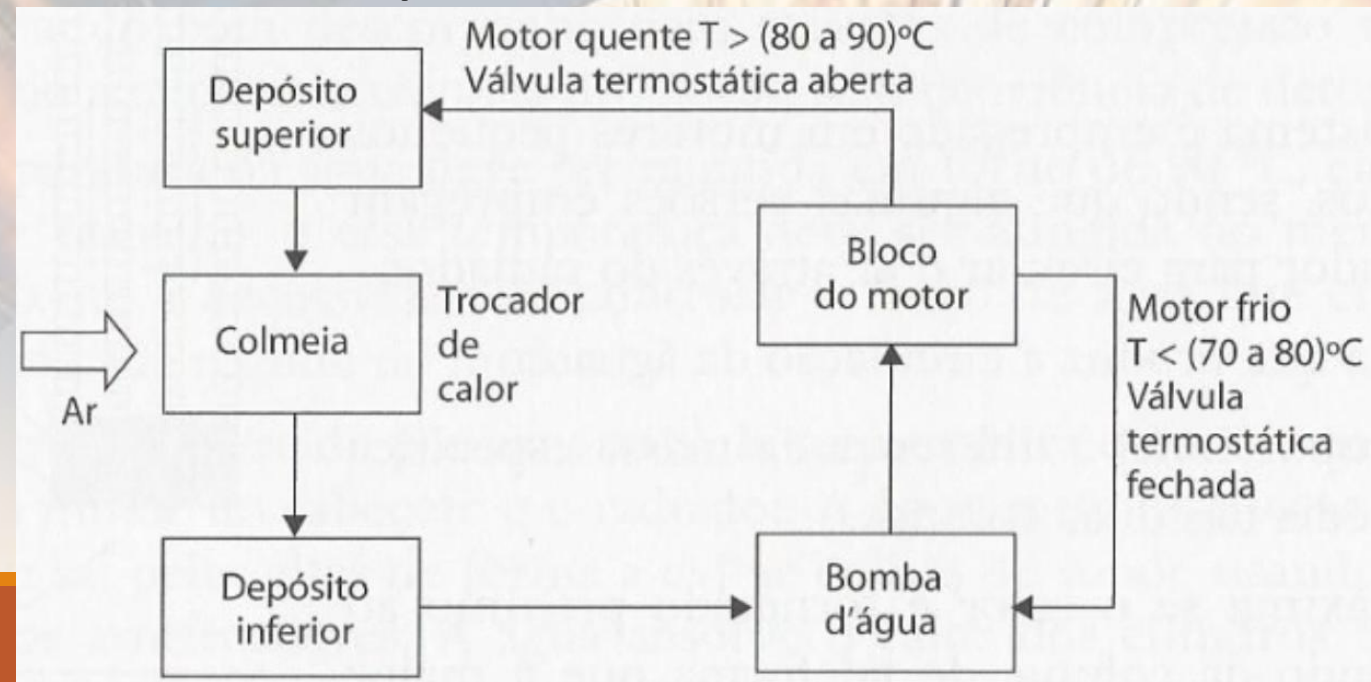 Motor quente T > (80 a 90)ºC
Válvula termostática aberta
Depósito
superior
Bloco
do motor
Colmeia
Trocador
de
calor
Ar
Motor frio
T < (70 a 80)ºC
Válvula
termostática
fechada
Depósito
inferior
Bomba
d'água